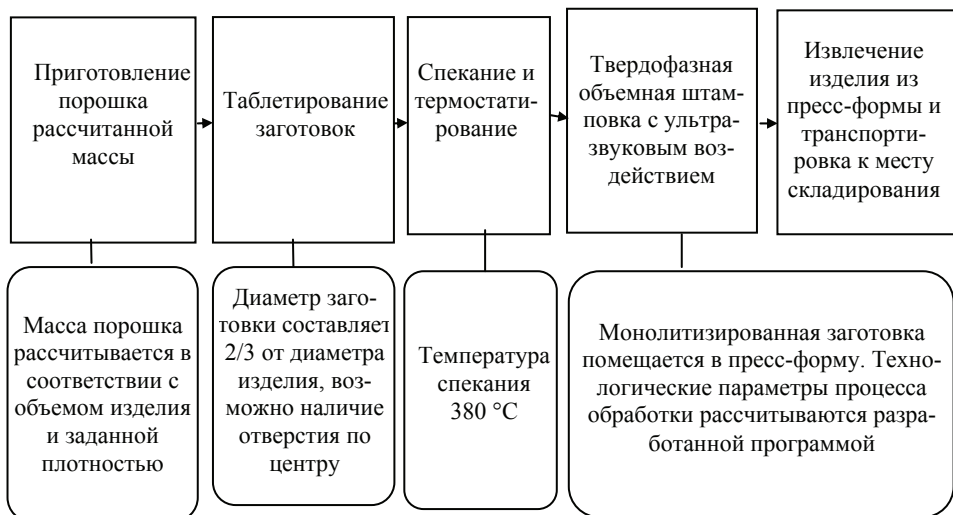 Приготовление
порошка
рассчитанной
массы
Таблетирование
заготовок
Спекание и
термостати-
рование
Твердофазная
объемная штам-
повка с ультра-
звуковым воз-
действием
Извлечение
изделия из
пресс-формы и
транспорти-
ровка к месту
складирования
Масса порошка
рассчитывается в
соответствии с
объемом изделия
и заданной
плотностью
Диаметр заго-
товки составляет
2/3 от диаметра
изделия, воз-
можно наличие
отверстия по
центру
Температура
спекания
380 °С
Монолитизированная заготовка
помещается в пресс-форму. Техно-
логические параметры процесса
обработки рассчитываются разра-
ботанной программой